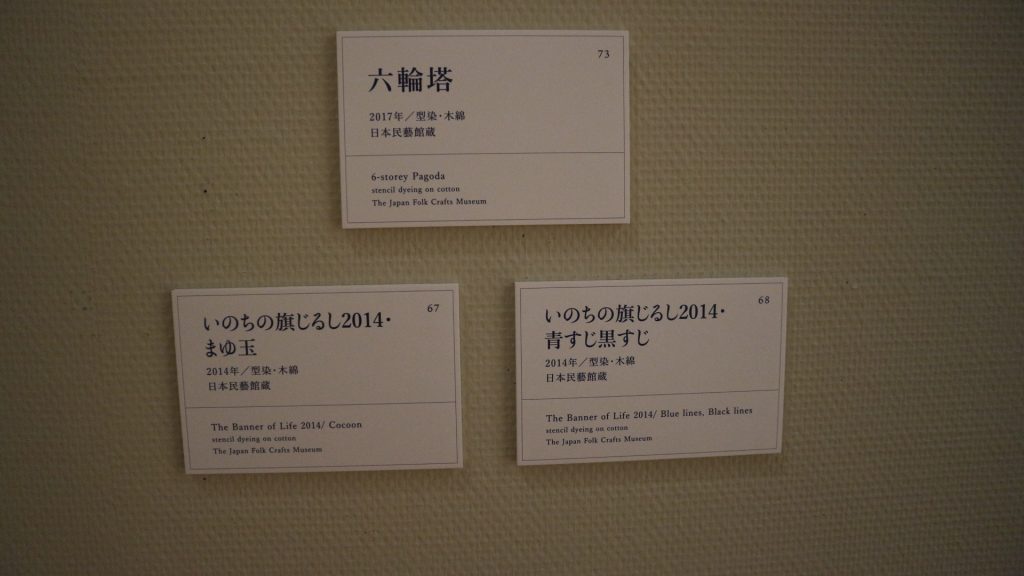 73
六輪塔
2017年／型染・木綿
日本民藝館蔵
6-storey Pagoda
stencil dyeing on cotton
The Japan Folk Crafts Museum
67
いのちの旗じるし2014・
まゆ玉
2014年／型染・木綿
日本民藝館蔵
The Banner of Life 2014/ Cocoon
stencil dyeing on cotton
The Japan Folk Crafts Museum
68
いのちの旗じるし2014・
青すじ黒すじ
2014年／型染・木綿
日本民藝館蔵
The Banner of Life 2014/ Blue lines, Black lines
stencil dyeing on cotton
The Japan Folk Crafts Museum